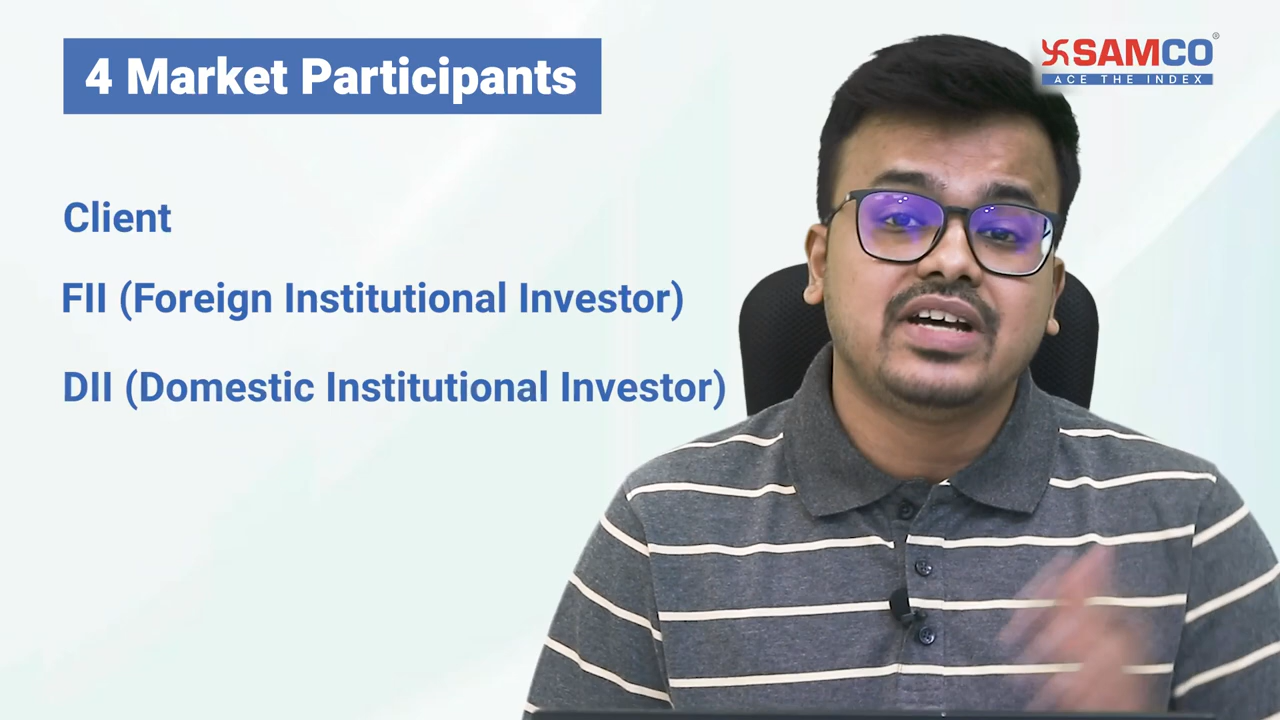 4 Market Participants
SAMCO®
ACE THE INDEX
Client
FII (Foreign Institutional Investor)
DII (Domestic Institutional Investor)